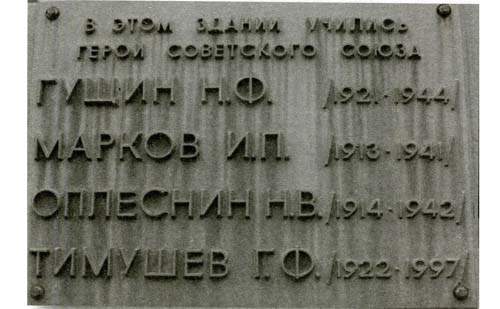 В ЭТОМ ЗДАНИИ УЧИЛИСЬ
ГЕРОИ СОВЕТСКОГО СОЮЗА
ГУЩИН Н.Ф. /1921·1944/
МАРКОВ И.П. /1913·1941/
ОПЛЕСНИН Н.В. /1914·1942/
ТИМУШЕВ Г.Ф. /1922·1997/